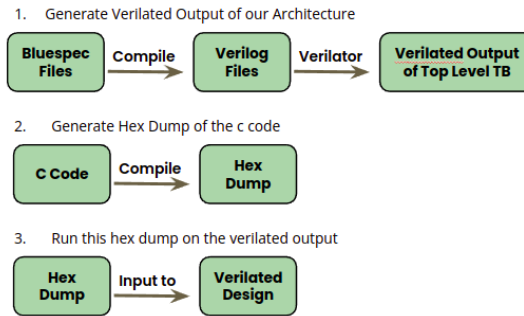 1. Generate Verilated Output of our Architecture
Bluespec Files
Compile
Verilog Files
Verilator
Verilated Output of Top Level TB
2. Generate Hex Dump of the c code
C Code
Compile
Hex Dump
3. Run this hex dump on the verilated output
Hex Dump
Input to
Verilated Design